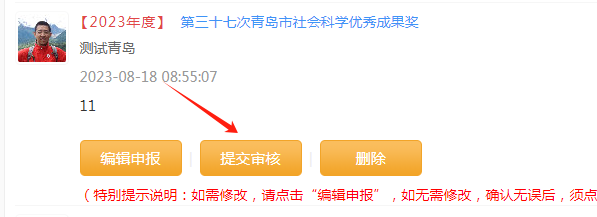 【2023年度】 第三十七次青岛市社会科学优秀成果奖
测试青岛
2023-08-18 08:55:07
11
编辑申报 提交审核 删除
（特别提示说明：如需修改，请点击“编辑申报”，如无需修改，确认无误后，须点